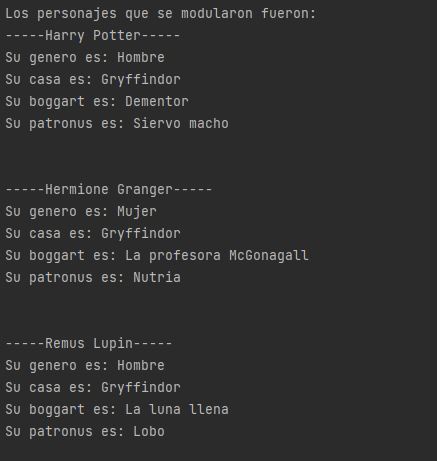 Los personajes que se modularon fueron:
-----Harry Potter-----
Su genero es: Hombre
Su casa es: Gryffindor
Su boggart es: Dementor
Su patronus es: Siervo macho
-----Hermione Granger-----
Su genero es: Mujer
Su casa es: Gryffindor
Su boggart es: La profesora McGonagall
Su patronus es: Nutria
-----Remus Lupin-----
Su genero es: Hombre
Su casa es: Gryffindor
Su boggart es: La luna llena
Su patronus es: Lobo